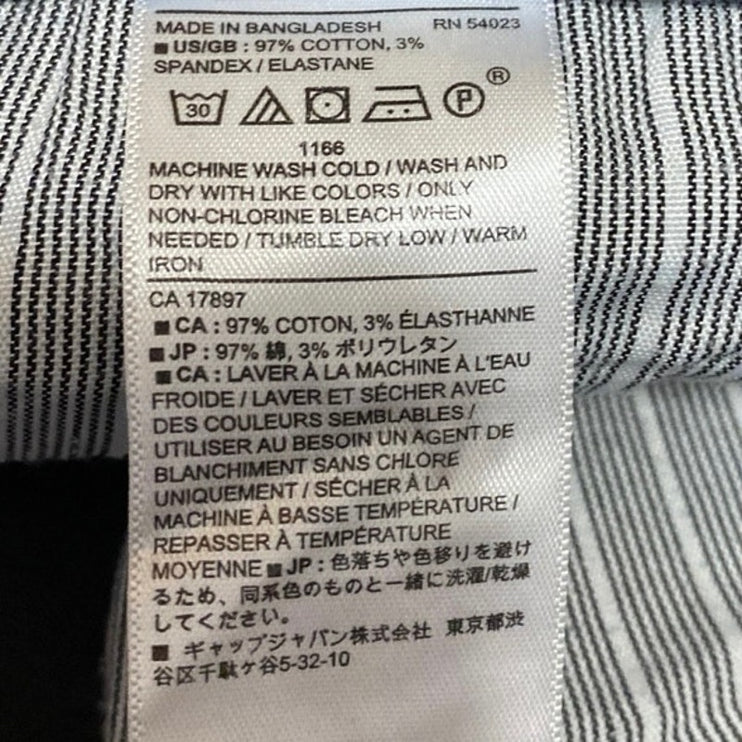 MADE IN BANGLADESH RN 54023
■ US/GB : 97% COTTON, 3%
SPANDEX / ELASTANE
30 P ®
1166
MACHINE WASH COLD / WASH AND
DRY WITH LIKE COLORS / ONLY
NON-CHLORINE BLEACH WHEN
NEEDED / TUMBLE DRY LOW / WARM
IRON
CA 17897
■ CA : 97% COTON, 3% ÉLASTHANNE
■ JP : 97% 綿, 3% ポリウレタン
■ CA : LAVER À LA MACHINE À L'EAU
FROIDE / LAVER ET SÉCHER AVEC
DES COULEURS SEMBLABLES /
UTILISER AU BESOIN UN AGENT DE
BLANCHIMENT SANS CHLORE
UNIQUEMENT / SÉCHER À LA
MACHINE À BASSE TEMPÉRATURE /
REPASSER À TEMPÉRATURE
MOYENNE ■ JP : 色落ちや色移りを避け
るため、同系色のものと一緒に洗濯/乾燥
してください。
■ ギャップジャパン株式会社 東京都渋
谷区千駄ケ谷5-32-10